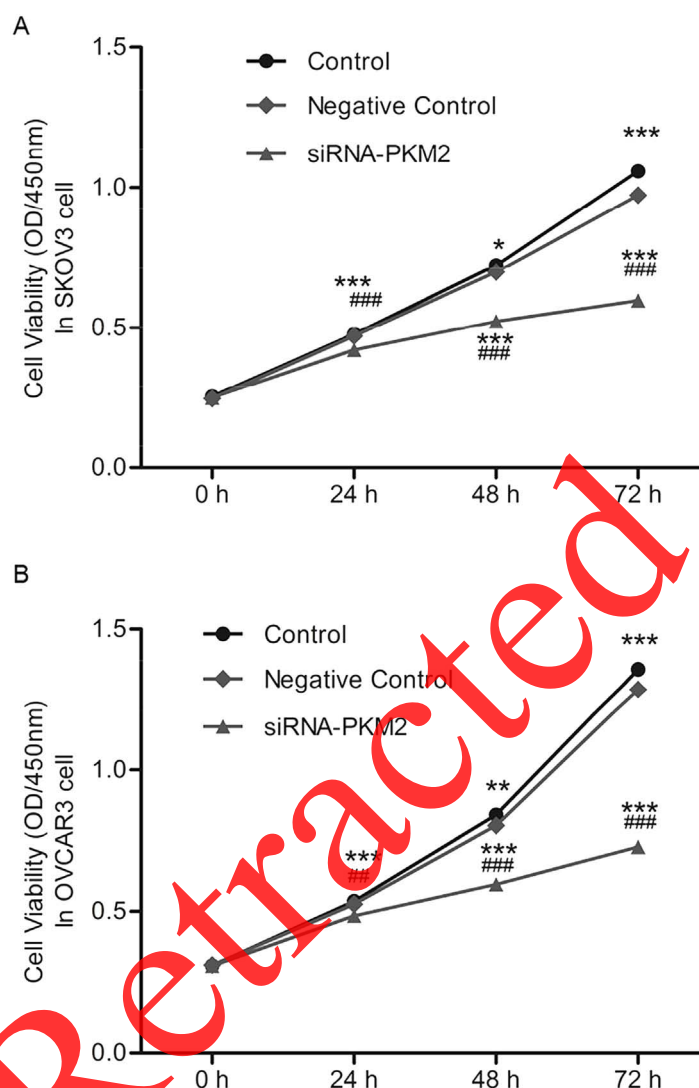 A
1.5
1.0
0.5
0.0
Cell Viability (OD/450nm)
In SKOV3 cell
Control
Negative Control
siRNA-PKM2
***
###
*
***
###
***
***
###
0 h 24 h 48 h 72 h
B
1.5
1.0
0.5
0.0
Cell Viability (OD/450nm)
In OVCAR3 cell
Control
Negative Control
siRNA-PKM2
***
##
**
***
###
***
***
###
0 h 24 h 48 h 72 h
Retracted